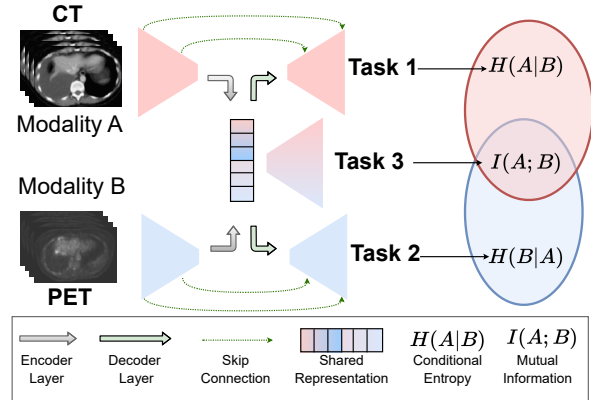 CT
Modality A
Task 1
H(A|B)
Task 3
I(A; B)
Modality B
Task 2
H(B|A)
PET
Encoder
Layer
Decoder
Layer
Skip
Connection
Shared
Representation
H(A|B)
Conditional
Entropy
I(A; B)
Mutual
Information